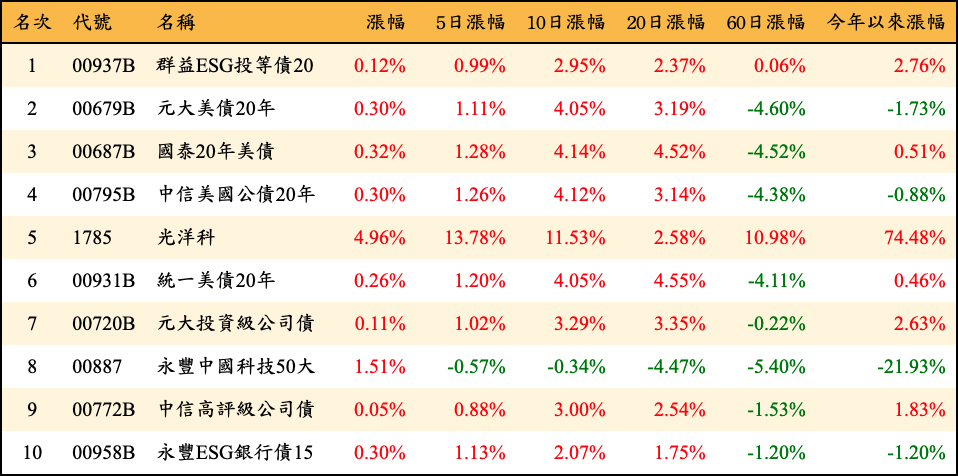 名次 代號 名稱 漲幅 5日漲幅 10日漲幅 20日漲幅 60日漲幅 今年以來漲幅
1 00937B 群益ESG投等債20 0.12% 0.99% 2.95% 2.37% 0.06% 2.76%
2 00679B 元大美債20年 0.30% 1.11% 4.05% 3.19% -4.60% -1.73%
3 00687B 國泰20年美債 0.32% 1.28% 4.14% 4.52% -4.52% 0.51%
4 00795B 中信美國公債20年 0.30% 1.26% 4.12% 3.14% -4.38% -0.88%
5 1785 光洋科 4.96% 13.78% 11.53% 2.58% 10.98% 74.48%
6 00931B 統一美債20年 0.26% 1.20% 4.05% 4.55% -4.11% 0.46%
7 00720B 元大投資級公司債 0.11% 1.02% 3.29% 3.35% -0.22% 2.63%
8 00887 永豐中國科技50大 1.51% -0.57% -0.34% -4.47% -5.40% -21.93%
9 00772B 中信高評級公司債 0.05% 0.88% 3.00% 2.54% -1.53% 1.83%
10 00958B 永豐ESG銀行債15 0.30% 1.13% 2.07% 1.75% -1.20% -1.20%